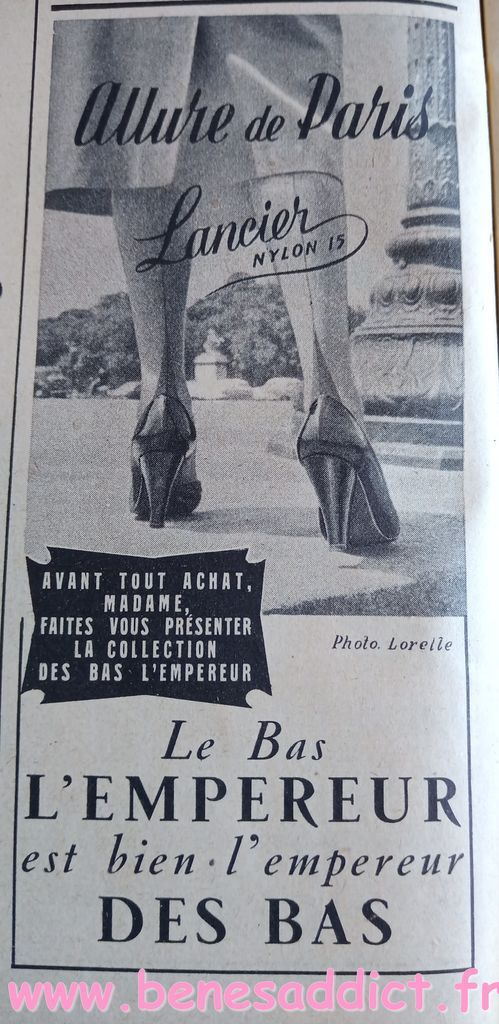 Allure de Paris
Lancier
NYLON 15
AVANT TOUT ACHAT,
MADAME,
FAITES VOUS PRÉSENTER
LA COLLECTION
DES BAS L'EMPEREUR
Photo. Lorelle
Le Bas
L'EMPEREUR
est bien l'empereur
DES BAS
www.benesaddict.fr